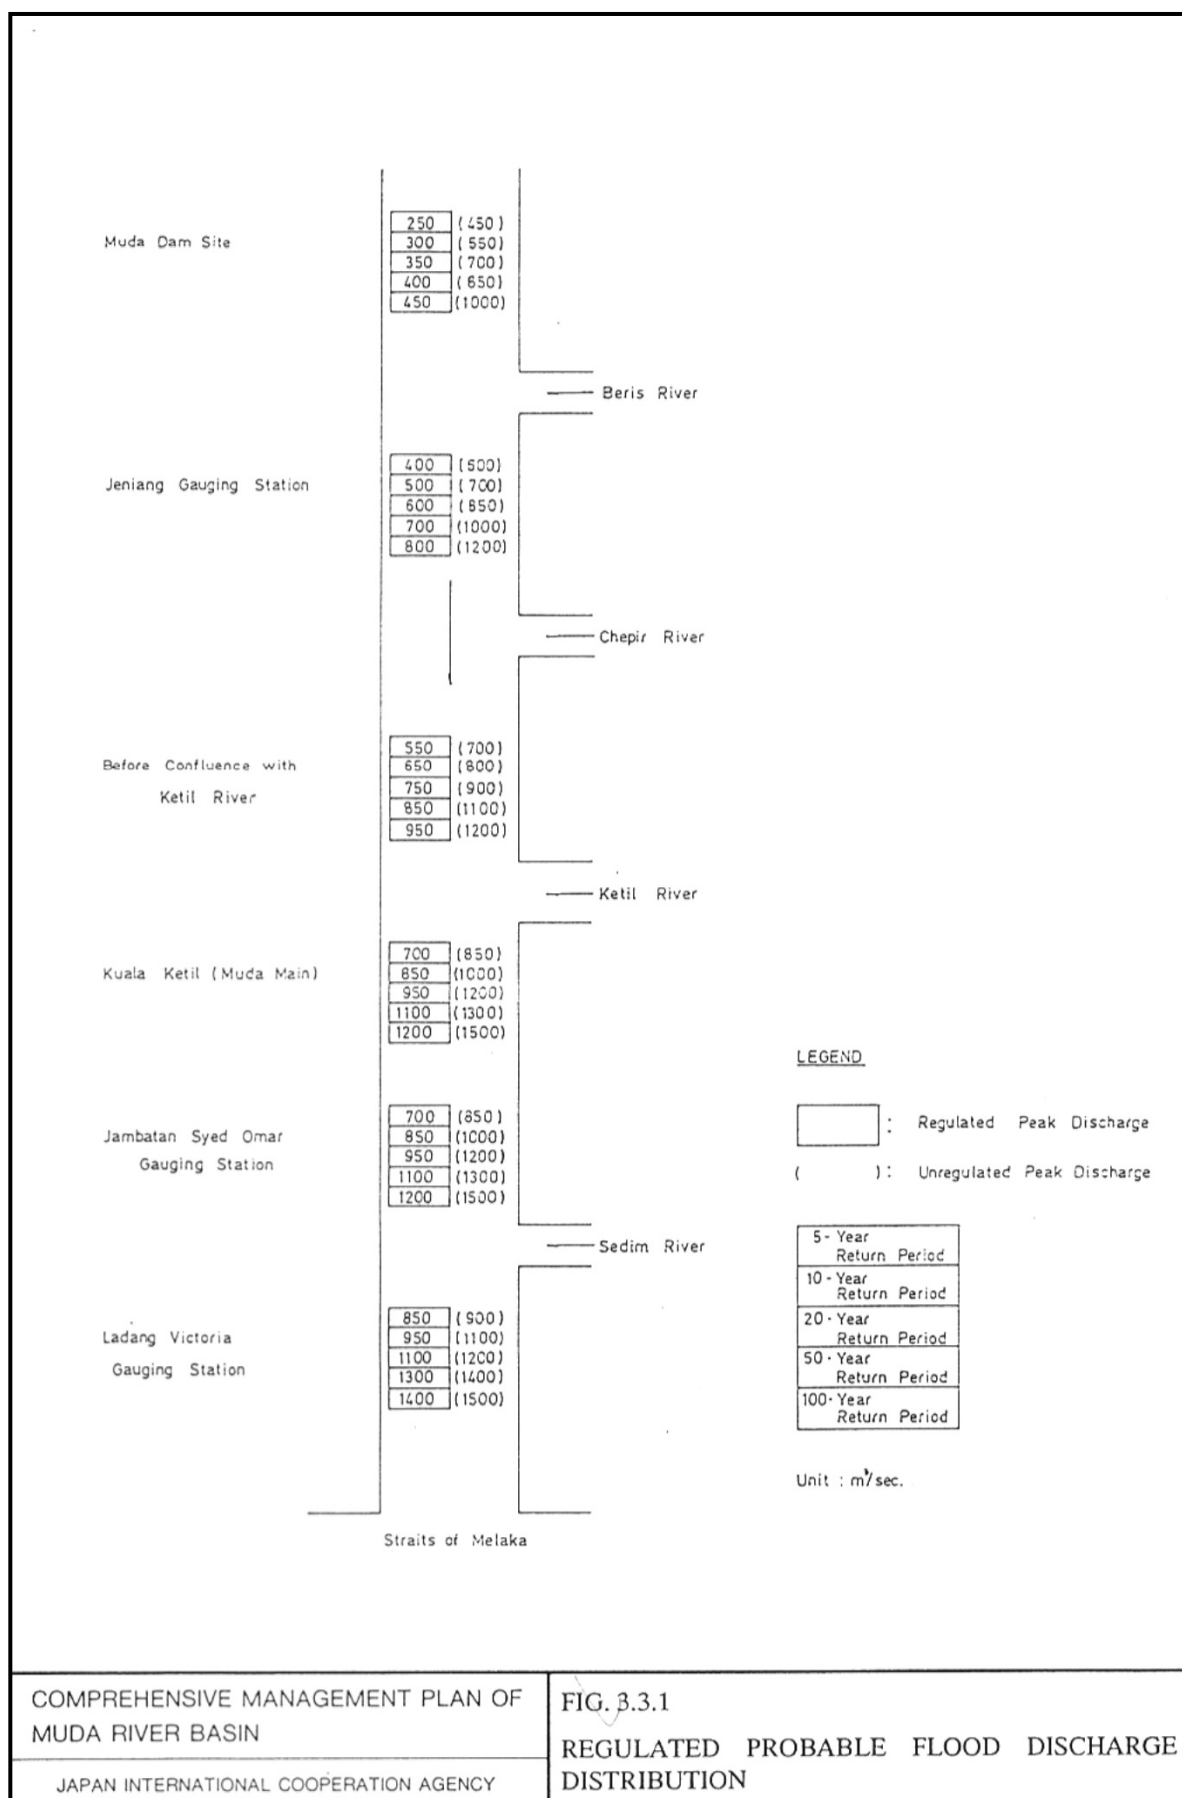 Muda Dam Site
250 (450)
300 (550)
350 (700)
400 (850)
450 (1000)
Beris River
Jeniang Gauging Station
400
500 (700)
600 (850)
700 (1000)
800 (1200)
Chepir River
Before Confluence with
Ketil River
550 (700)
650 (800)
750 (900)
850 (1100)
950 (1200)
Ketil River
Kuala Ketil (Muda Main)
700 (850)
850 (1000)
950 (1200)
1100 (1300)
1200 (1500)
Jambatan Syed Omar
Gauging Station
700 (850)
850 (1000)
950 (1200)
1100 (1300)
1200 (1500)
Sedim River
Ladang Victoria
Gauging Station
850 (900)
950 (1100)
1100 (1200)
1300 (1400)
1400 (1500)
Straits of Melaka
LEGEND
: Regulated Peak Discharge
( ): Unregulated Peak Discharge
5- Year
Return Period
10 - Year
Return Period
20 - Year
Return Period
50 - Year
Return Period
100- Year
Return Period
Unit : m³/sec.
COMPREHENSIVE MANAGEMENT PLAN OF
MUDA RIVER BASIN
JAPAN INTERNATIONAL COOPERATION AGENCY
FIG. 3.3.1
REGULATED PROBABLE FLOOD DISCHARGE
DISTRIBUTION